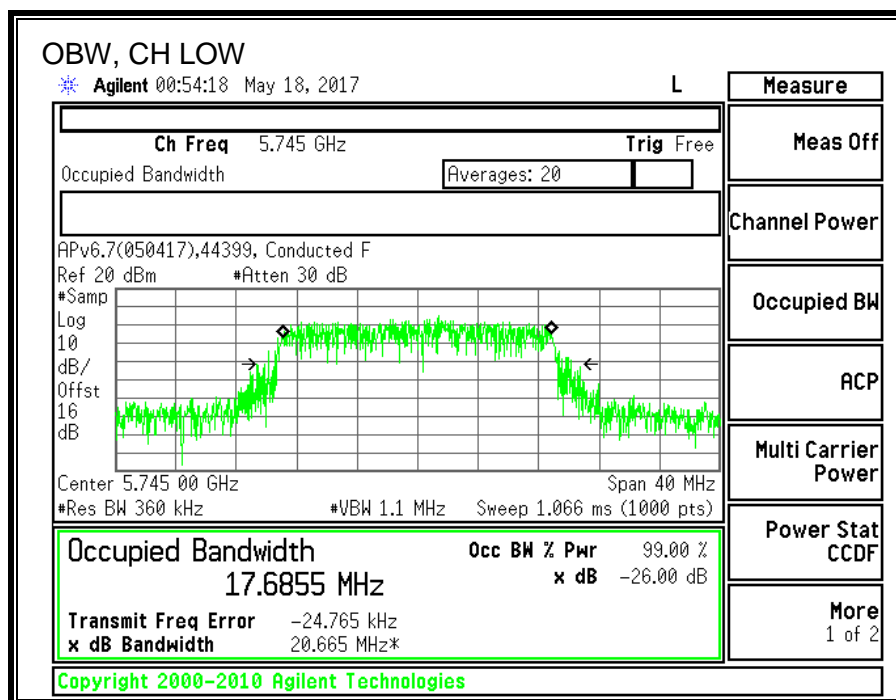 OBW, CH LOW
Agilent 00:54:18 May 18, 2017 L
Measure
Ch Freq 5.745 GHz Trig Free
Meas Off
Occupied Bandwidth Averages: 20
Channel Power
APv6.7(050417),44399, Conducted F
Ref 20 dBm #Atten 30 dB
#Samp
Log
10
dB/
Offst
16
dB
Occupied BW
ACP
Multi Carrier
Power
Center 5.745 00 GHz Span 40 MHz
#Res BW 360 kHz #VBW 1.1 MHz Sweep 1.066 ms (1000 pts)
Power Stat
CCDF
Occupied Bandwidth Occ BW % Pwr 99.00 %
17.6855 MHz x dB -26.00 dB
Transmit Freq Error -24.765 kHz
x dB Bandwidth 20.665 MHz*
More
1 of 2
Copyright 2000-2010 Agilent Technologies